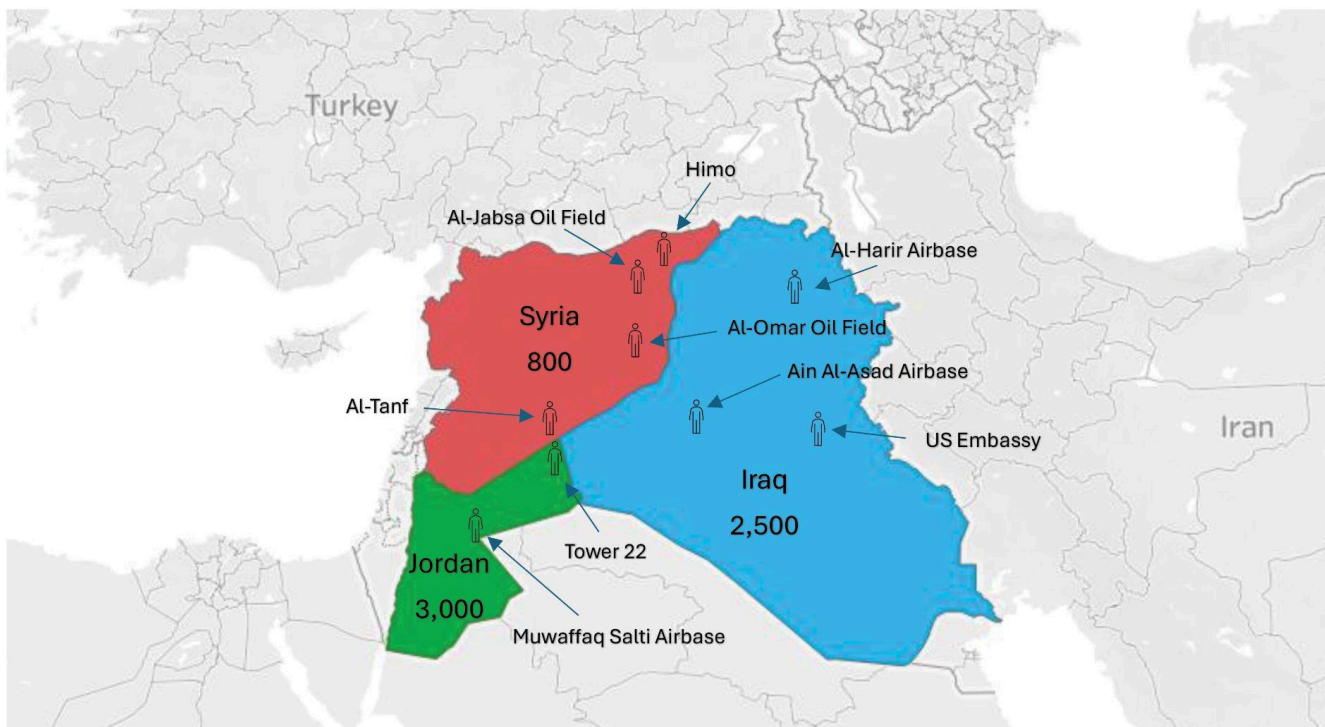 Turkey
Himo
Al-Jabsa Oil Field
Al-Harir Airbase
Syria
800
Al-Omar Oil Field
Ain Al-Asad Airbase
Al-Tanf
US Embassy
Iran
Iraq
2,500
Tower 22
Jordan
3,000
Muwaffaq Salti Airbase